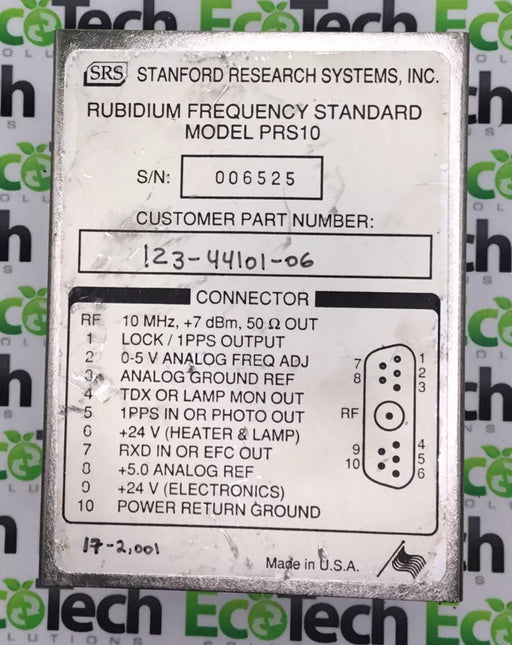 SRS STANFORD RESEARCH SYSTEMS, INC.
RUBIDIUM FREQUENCY STANDARD
MODEL PRS10
S/N: 006525
CUSTOMER PART NUMBER:
123-44101-06
CONNECTOR
RF 10 MHz, +7 dBm, 50 Ω OUT
1 LOCK / 1PPS OUTPUT
2 0-5 V ANALOG FREQ ADJ
3 ANALOG GROUND REF
4 TDX OR LAMP MON OUT
5 1PPS IN OR PHOTO OUT
6 +24 V (HEATER & LAMP)
7 RXD IN OR EFC OUT
8 +5.0 ANALOG REF
9 +24 V (ELECTRONICS)
10 POWER RETURN GROUND
7 1
8 2
3
RF
9 4
10 5
6
17-2,001
Made in U.S.A.
EcoTech
EcoTech
SOLUTIONS